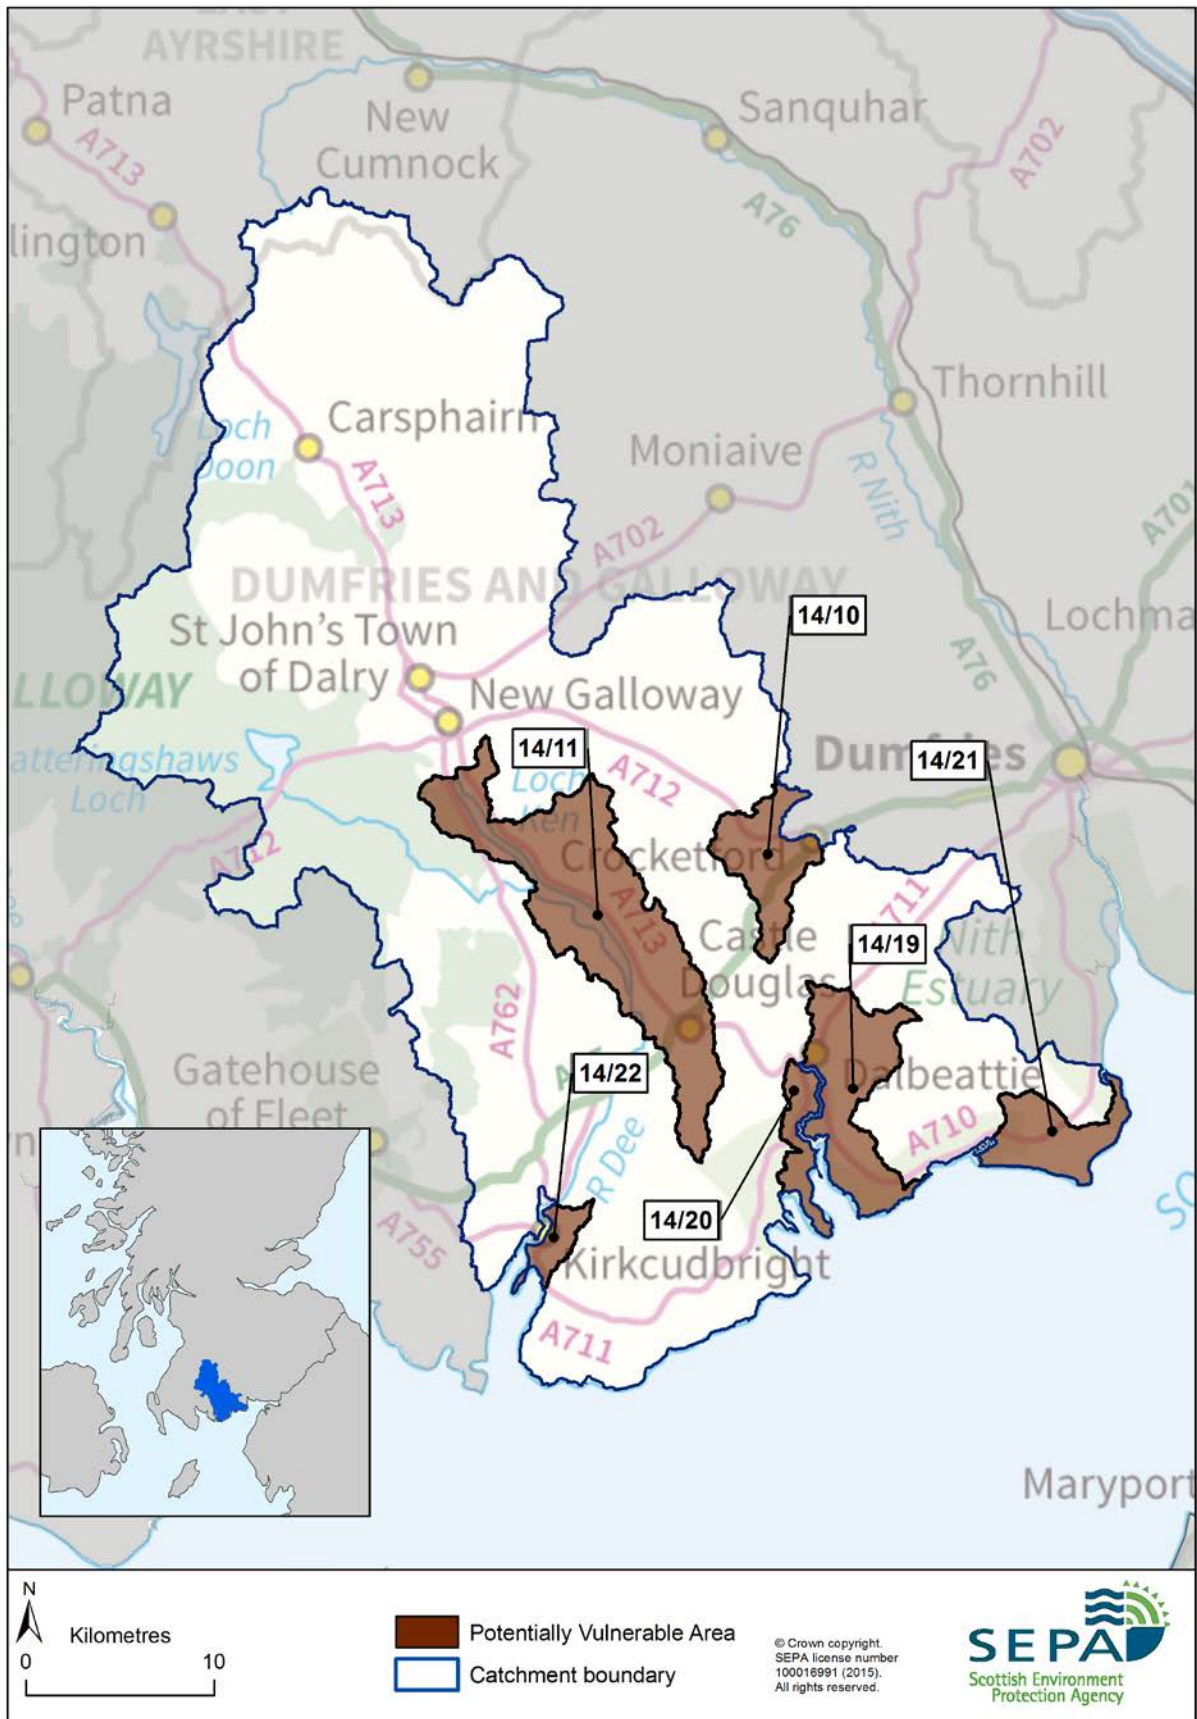 AYRSHIRE
Patna
New
Cumnock
Sanquhar
A713
A702
A76
lington
Thornhill
Carsphairn
Loch
Doon
Moniaive
A713
R Nith
A702
A701
DUMFRIES AND GALLOWAY
14/10
St John's Town
of Dalry
Lochma
A76
LLOWAY
New Galloway
14/11
Dumfries
14/21
atteringshaws
Loch
Loch
Ken
A712
A712
Crocketford
A713
A711
Castle
Douglas
14/19
Nith
Estuary
A762
Gatehouse
of Fleet
14/22
Dalbeattie
A710
R Dee
14/20
A755
Kirkcudbright
A711
SO
Maryport
N
Kilometres
0 10
Potentially Vulnerable Area
Catchment boundary
© Crown copyright.
SEPA license number
100016991 (2015).
All rights reserved.
SEPA
Scottish Environment
Protection Agency